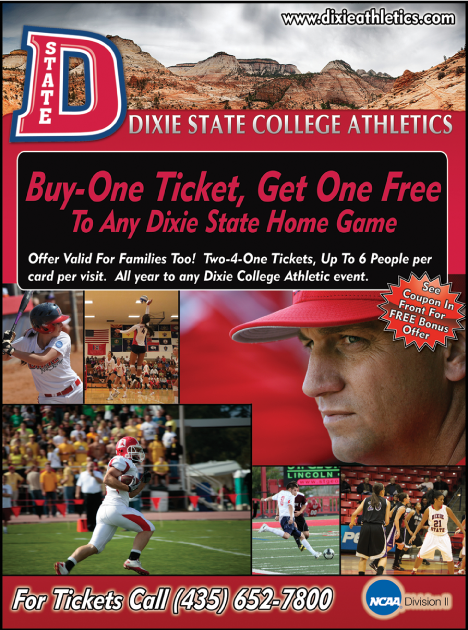 www.dixieathletics.com
STATE
D
DIXIE STATE COLLEGE ATHLETICS
Buy-One Ticket, Get One Free
To Any Dixie State Home Game
Offer Valid For Families Too! Two-4-One Tickets, Up To 6 People per
card per visit. All year to any Dixie College Athletic event.
See
Coupon In
Front For
FREE Bonus
Offer
LINCOLN
DIXIE
STATE
21
For Tickets Call (435) 652-7800
NCAA Division II